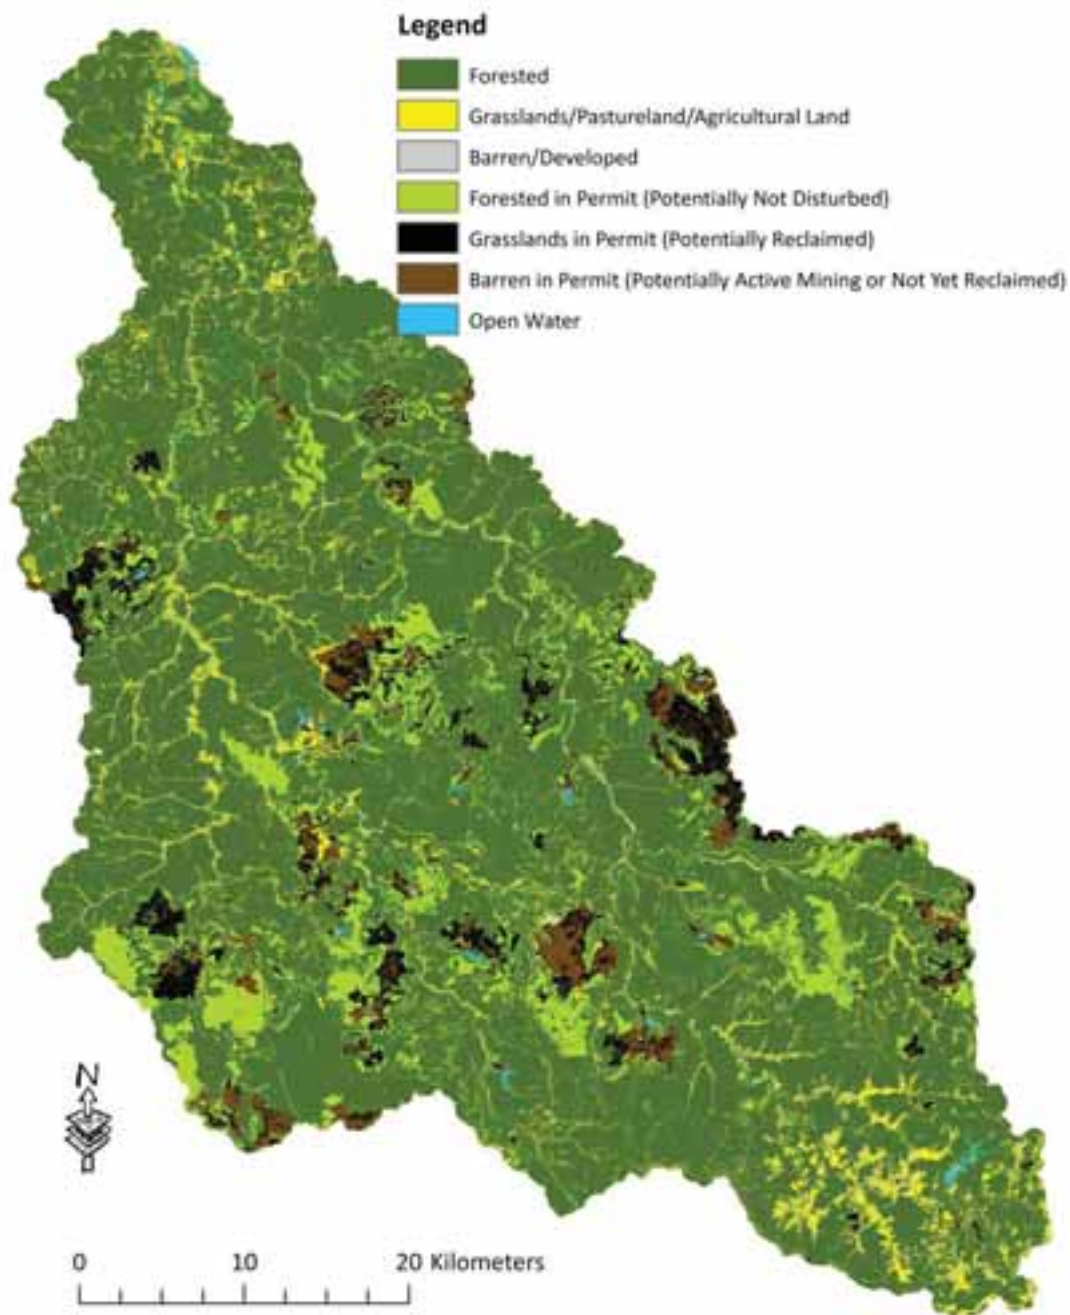 Legend
Forested
Grasslands/Pastureland/Agricultural Land
Barren/Developed
Forested in Permit (Potentially Not Disturbed)
Grasslands in Permit (Potentially Reclaimed)
Barren in Permit (Potentially Active Mining or Not Yet Reclaimed)
Open Water
N
0 10 20 Kilometers